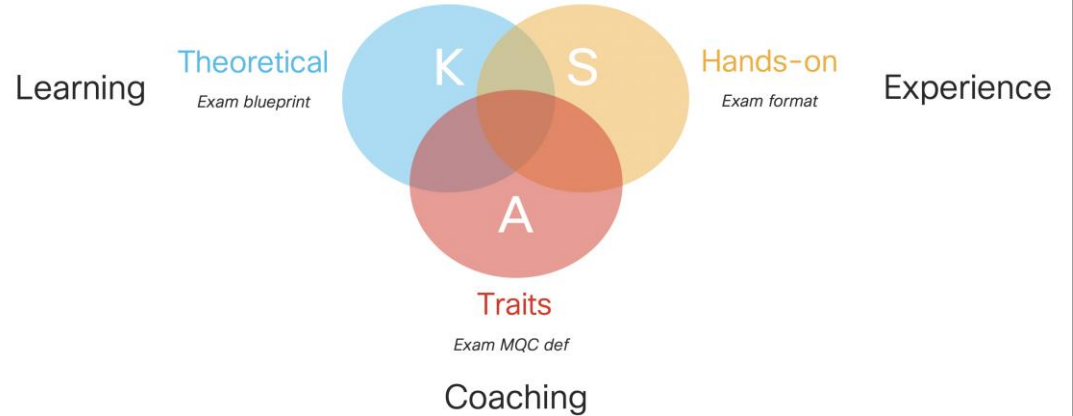 K
S
Theoretical
Hands-on
Learning
Experience
Exam blueprint
Exam format
A
Traits
Exam MQC def
Coaching